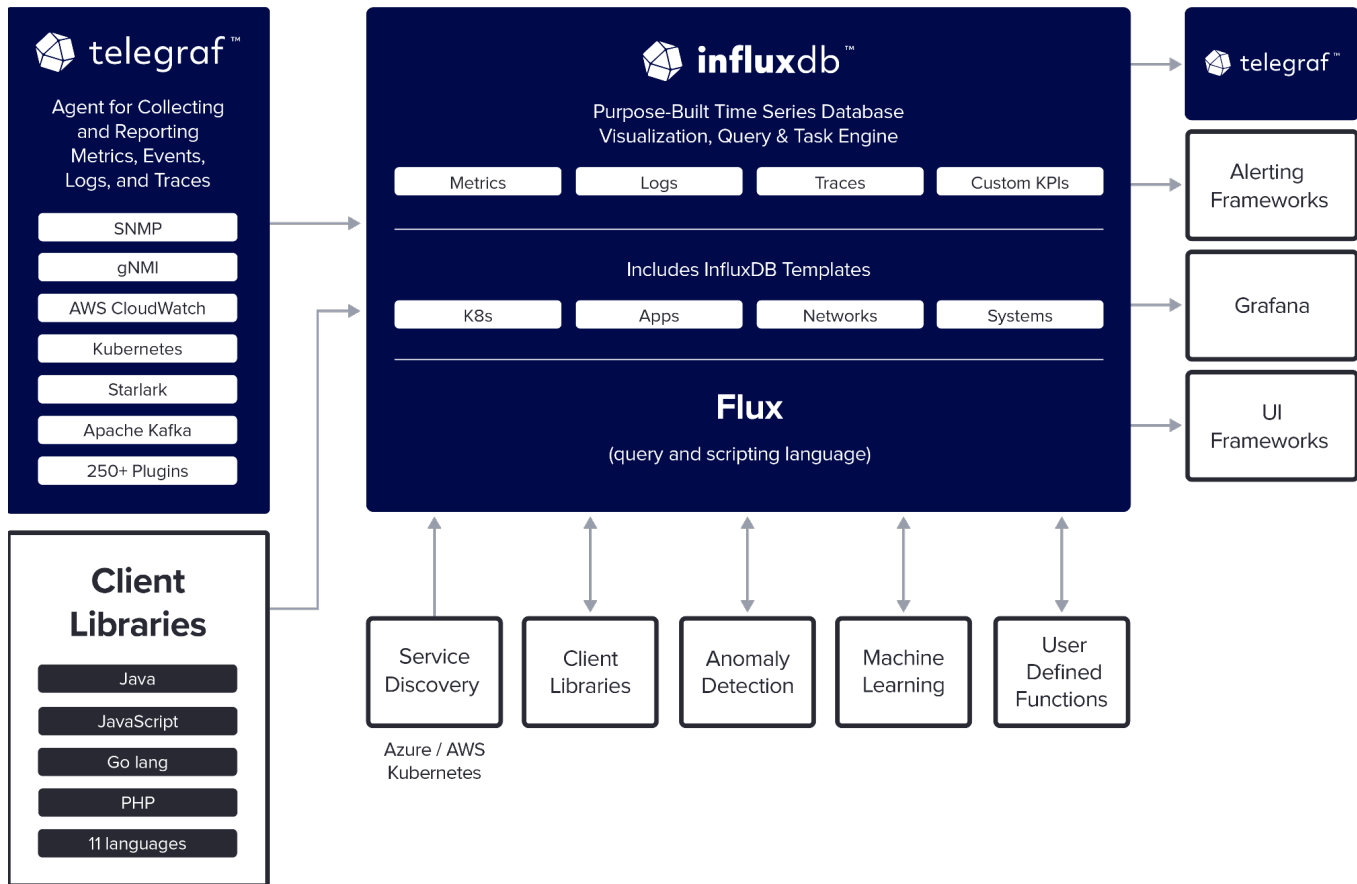 telegraf™
Agent for Collecting
and Reporting
Metrics, Events,
Logs, and Traces
SNMP
gNMI
AWS CloudWatch
Kubernetes
Starlark
Apache Kafka
250+ Plugins
Client
Libraries
Java
JavaScript
Go lang
PHP
11 languages
influxdb™
Purpose-Built Time Series Database
Visualization, Query & Task Engine
Metrics
Logs
Traces
Custom KPIs
Includes InfluxDB Templates
K8s
Apps
Networks
Systems
Flux
(query and scripting language)
Service
Discovery
Azure / AWS
Kubernetes
Client
Libraries
Anomaly
Detection
Machine
Learning
User
Defined
Functions
telegraf™
Alerting
Frameworks
Grafana
UI
Frameworks